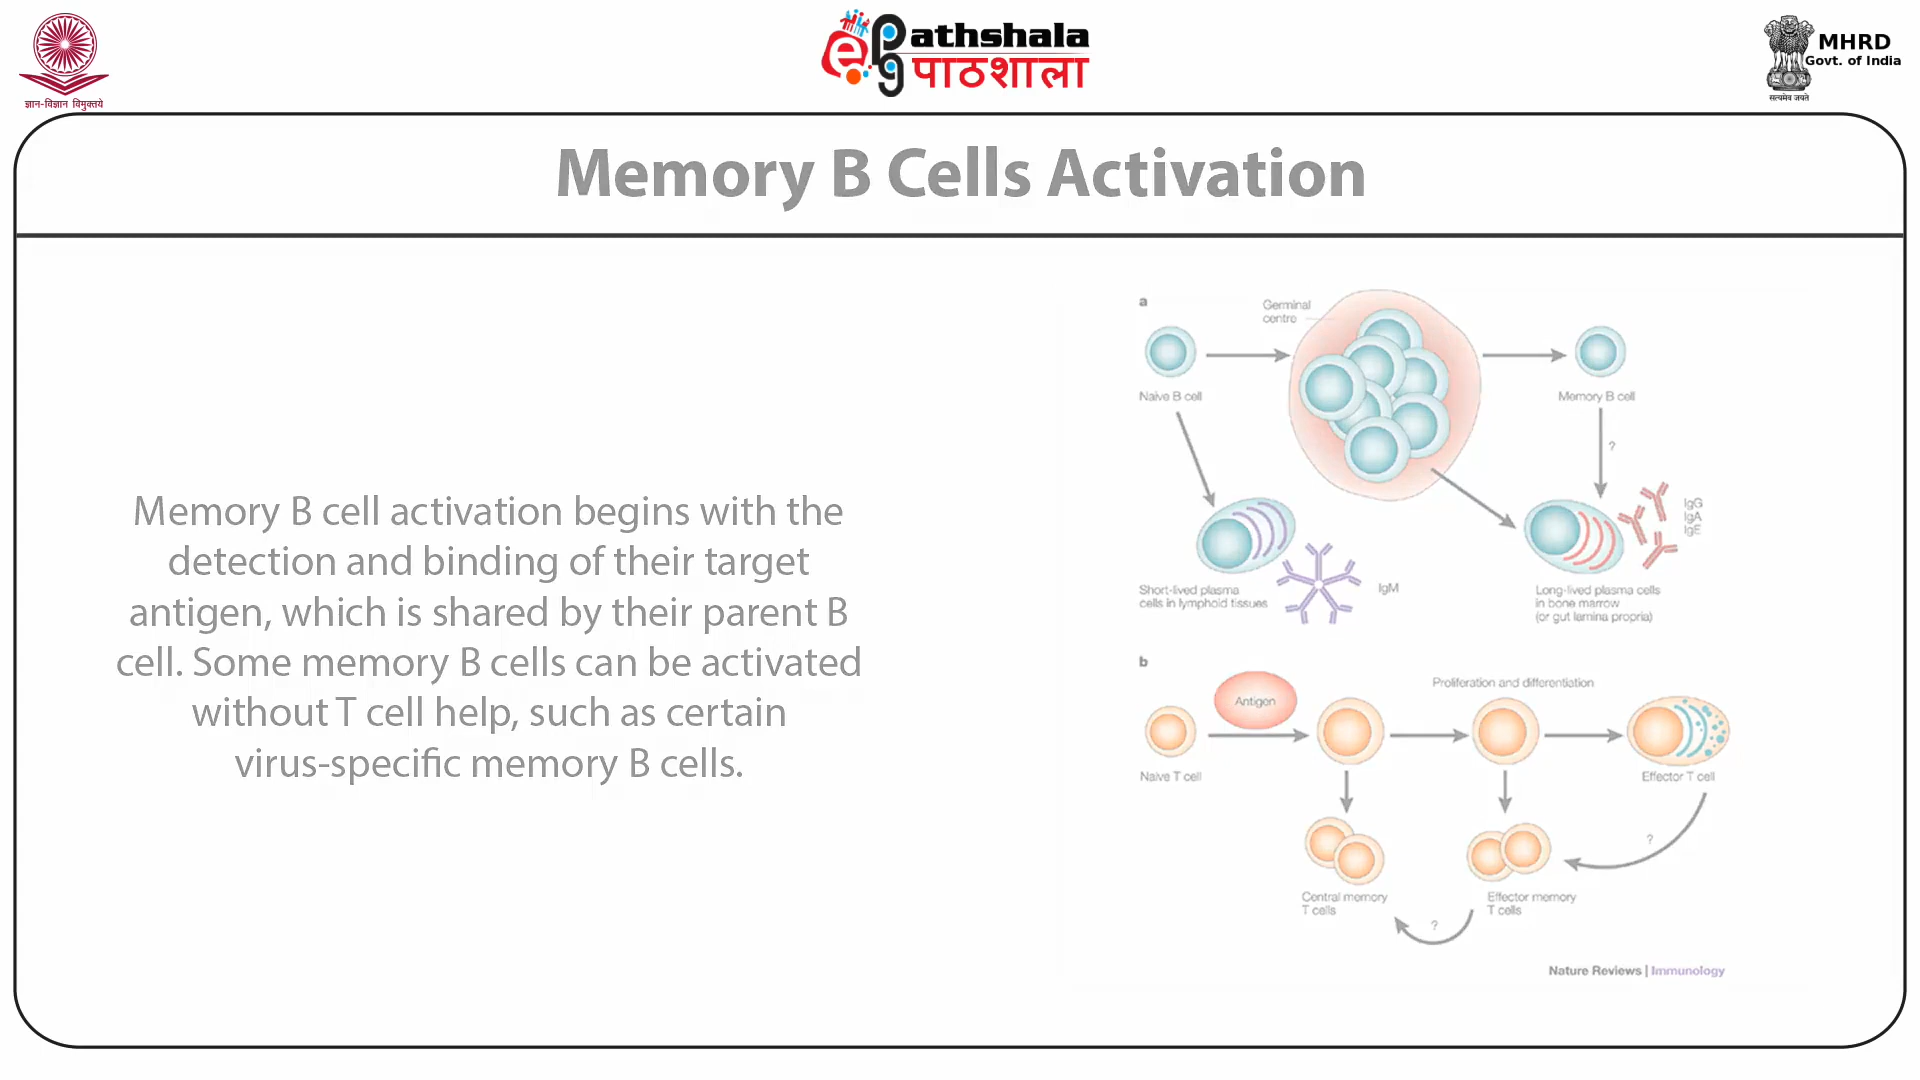 ज्ञान-विज्ञान विमुक्तये
ePathshala
पाठशाला
MHRD
Govt. of India
सत्यमेव जयते
Memory B Cells Activation
Memory B cell activation begins with the
detection and binding of their target
antigen, which is shared by their parent B
cell. Some memory B cells can be activated
without T cell help, such as certain
virus-specific memory B cells.
a
Germinal
centre
Naive B cell
Memory B cell
?
IgG
IgA
IgE
Short-lived plasma
cells in lymphoid tissues
IgM
Long-lived plasma cells
in bone marrow
(or gut lamina propria)
b
Antigen
Proliferation and differentiation
Naive T cell
Effector T cell
?
Central memory
T cells
Effector memory
T cells
?
Nature Reviews | Immunology